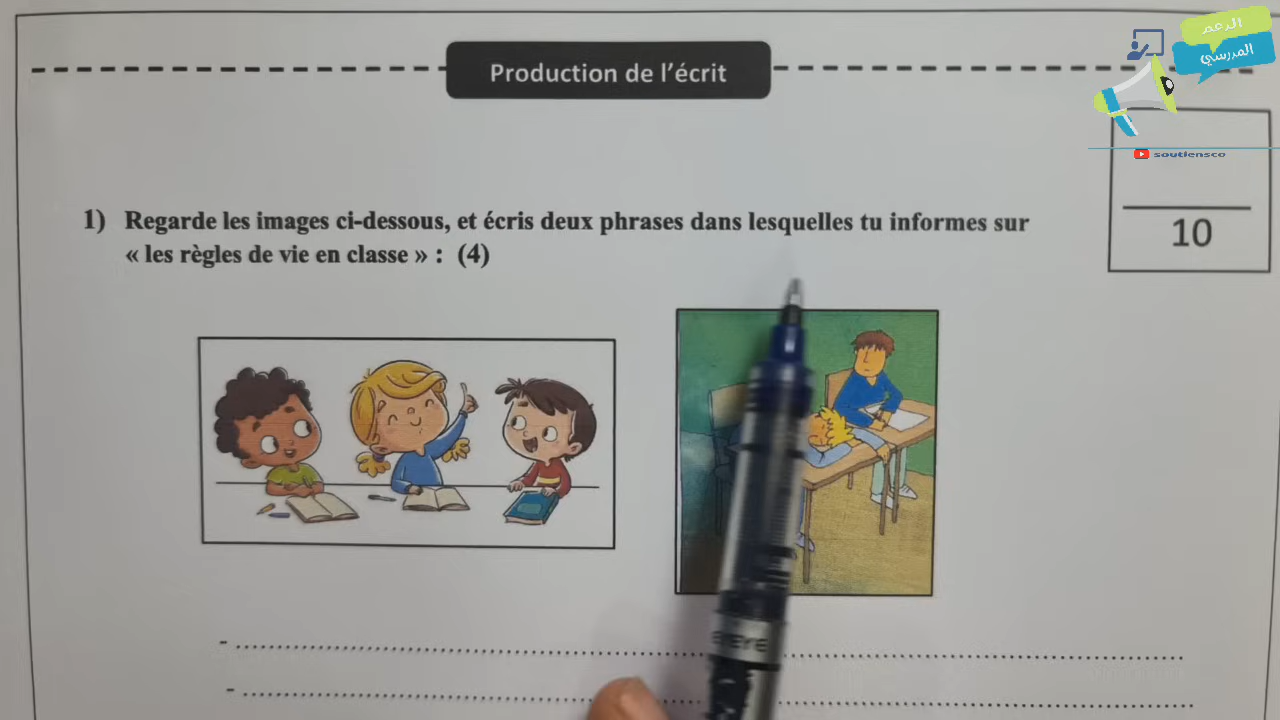 الدعم
المدرسي
soutiensco
Production de l'écrit
10
1) Regarde les images ci-dessous, et écris deux phrases dans lesquelles tu informes sur
« les règles de vie en classe » : (4)